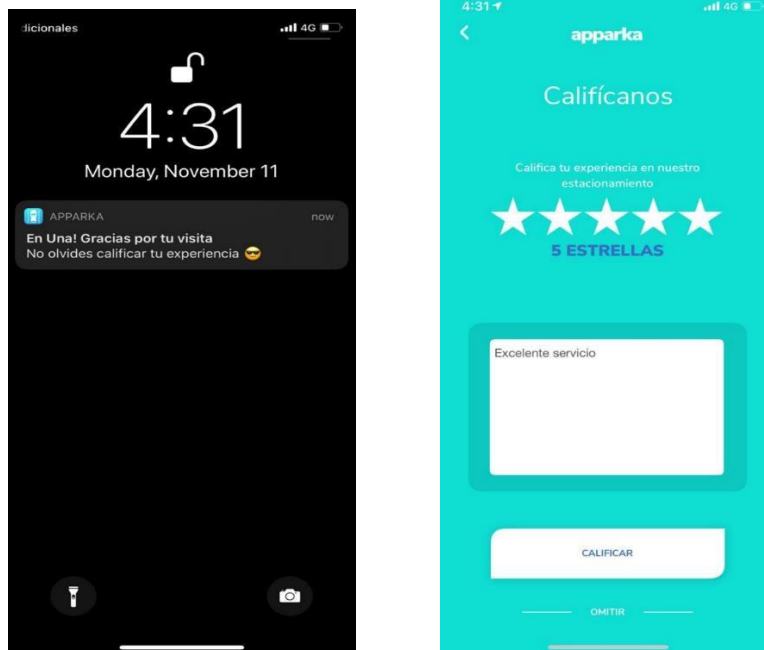 dicionales
4G
4:31
Monday, November 11
APPARKA
now
En Una! Gracias por tu visita
No olvides calificar tu experiencia 😎
4:31
4G
apparka
Califícanos
Califica tu experiencia en nuestro
estacionamiento
5 ESTRELLAS
Excelente servicio
CALIFICAR
OMITIR